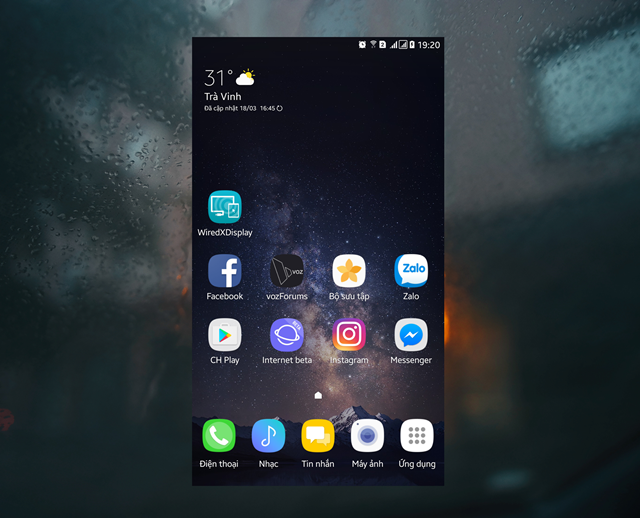 2 19:20
31°
Trà Vinh
Đã cập nhật 18/03 16:45
WiredXDisplay
voz
BETA
Zalo
Facebook vozForums Bộ sưu tập Zalo
CH Play Internet beta Instagram Messenger
Điện thoại Nhạc Tin nhắn Máy ảnh Ứng dụng